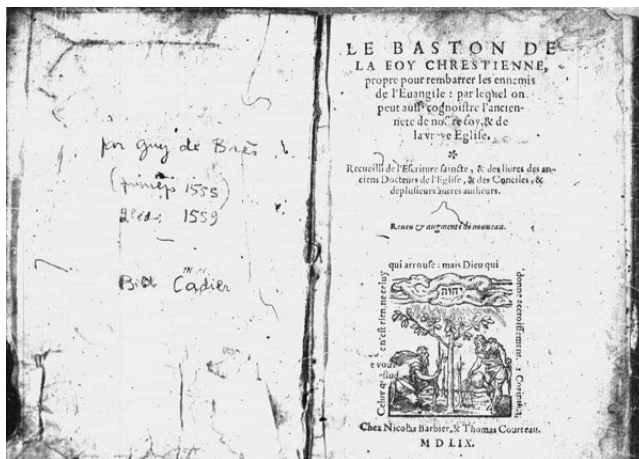 par Guy de Brès
(princeps 1555)
2e éd. 1559
Bibl. Cadier
LE BASTON DE
LA FOY CHRESTIENNE,
propre pour rembarrer les ennemis
de l'Euangile : par lequel on
peut aussi cognoistre l'ancien-
neté de nostre foy, & de
la vraye Eglise.
Recueilli de l'Escriture saincte, & des liures des an-
ciens Docteurs de l'Eglise, & des Conciles, &
de plusieurs autres autheurs.
Reueu & augmenté de nouueau.
qui arrouse : mais Dieu qui
donne accroissement. 1 Corinth. 3.
Celuy q
e vous
n'est rien, ne celuy
יהוה
Chez Nicolas Barbier, & Thomas Courteau.
M D LIX.